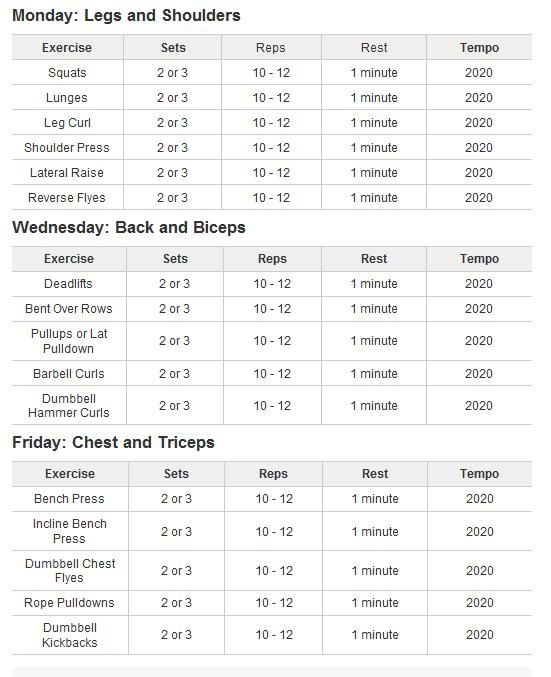 Monday: Legs and Shoulders
Exercise Sets Reps Rest Tempo
Squats 2 or 3 10 - 12 1 minute 2020
Lunges 2 or 3 10 - 12 1 minute 2020
Leg Curl 2 or 3 10 - 12 1 minute 2020
Shoulder Press 2 or 3 10 - 12 1 minute 2020
Lateral Raise 2 or 3 10 - 12 1 minute 2020
Reverse Flyes 2 or 3 10 - 12 1 minute 2020
Wednesday: Back and Biceps
Exercise Sets Reps Rest Tempo
Deadlifts 2 or 3 10 - 12 1 minute 2020
Bent Over Rows 2 or 3 10 - 12 1 minute 2020
Pullups or Lat
Pulldown 2 or 3 10 - 12 1 minute 2020
Barbell Curls 2 or 3 10 - 12 1 minute 2020
Dumbbell
Hammer Curls 2 or 3 10 - 12 1 minute 2020
Friday: Chest and Triceps
Exercise Sets Reps Rest Tempo
Bench Press 2 or 3 10 - 12 1 minute 2020
Incline Bench
Press 2 or 3 10 - 12 1 minute 2020
Dumbbell Chest
Flyes 2 or 3 10 - 12 1 minute 2020
Rope Pulldowns 2 or 3 10 - 12 1 minute 2020
Dumbbell
Kickbacks 2 or 3 10 - 12 1 minute 2020